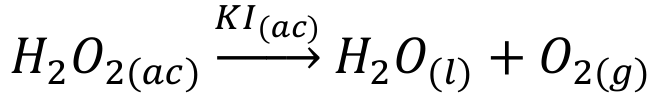 H₂O₂₍ac₎ —KI₍ac₎→ H₂O₍l₎ + O₂₍g₎